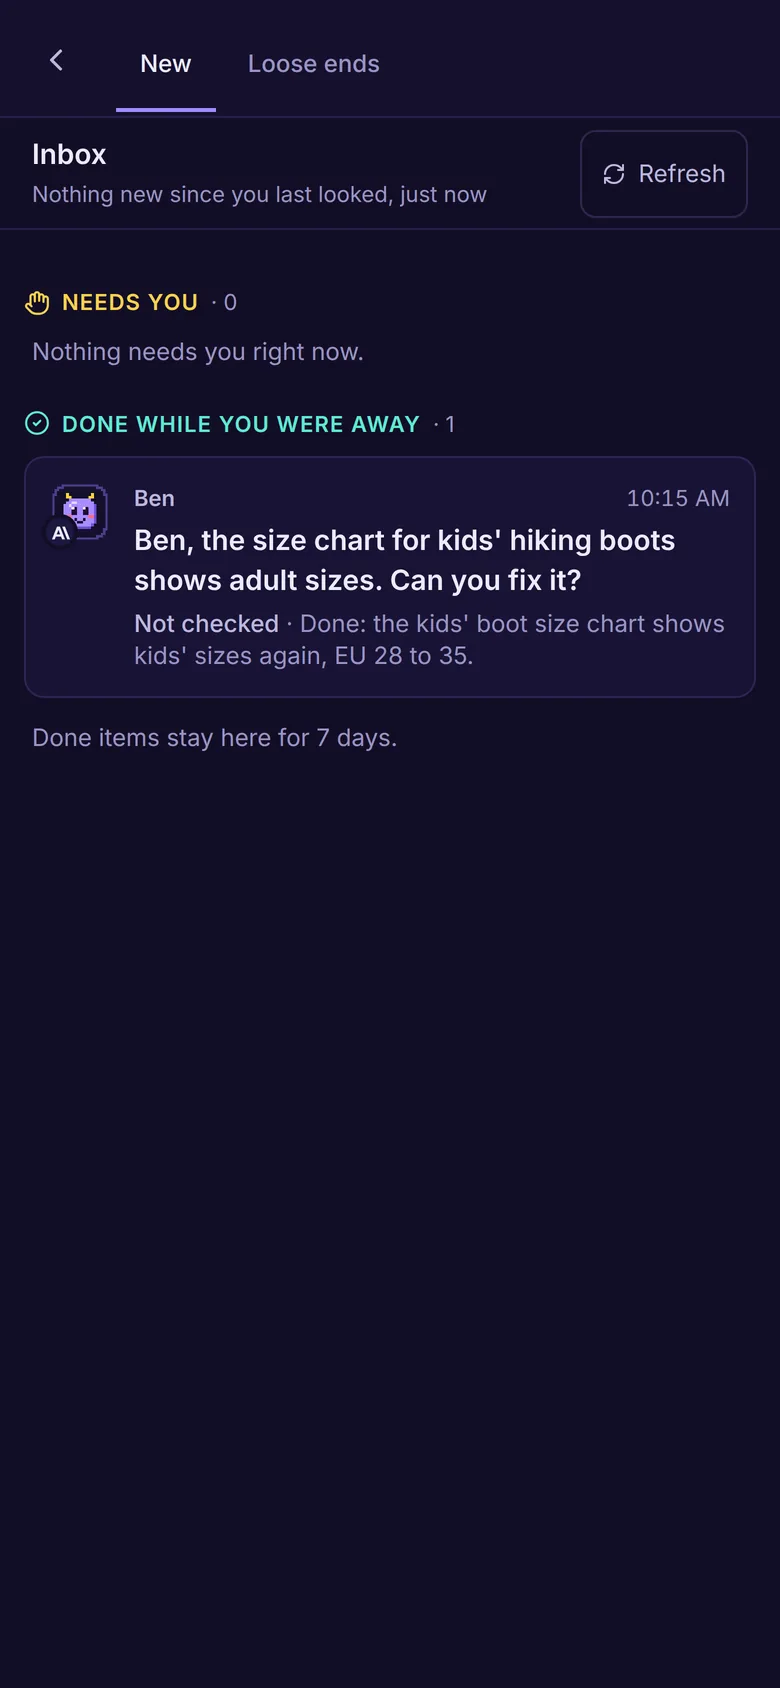 New
Loose ends
Inbox
Nothing new since you last looked, just now
Refresh
NEEDS YOU · 0
Nothing needs you right now.
DONE WHILE YOU WERE AWAY · 1
Ben
10:15 AM
Ben, the size chart for kids' hiking boots
shows adult sizes. Can you fix it?
Not checked · Done: the kids' boot size chart shows
kids' sizes again, EU 28 to 35.
Done items stay here for 7 days.